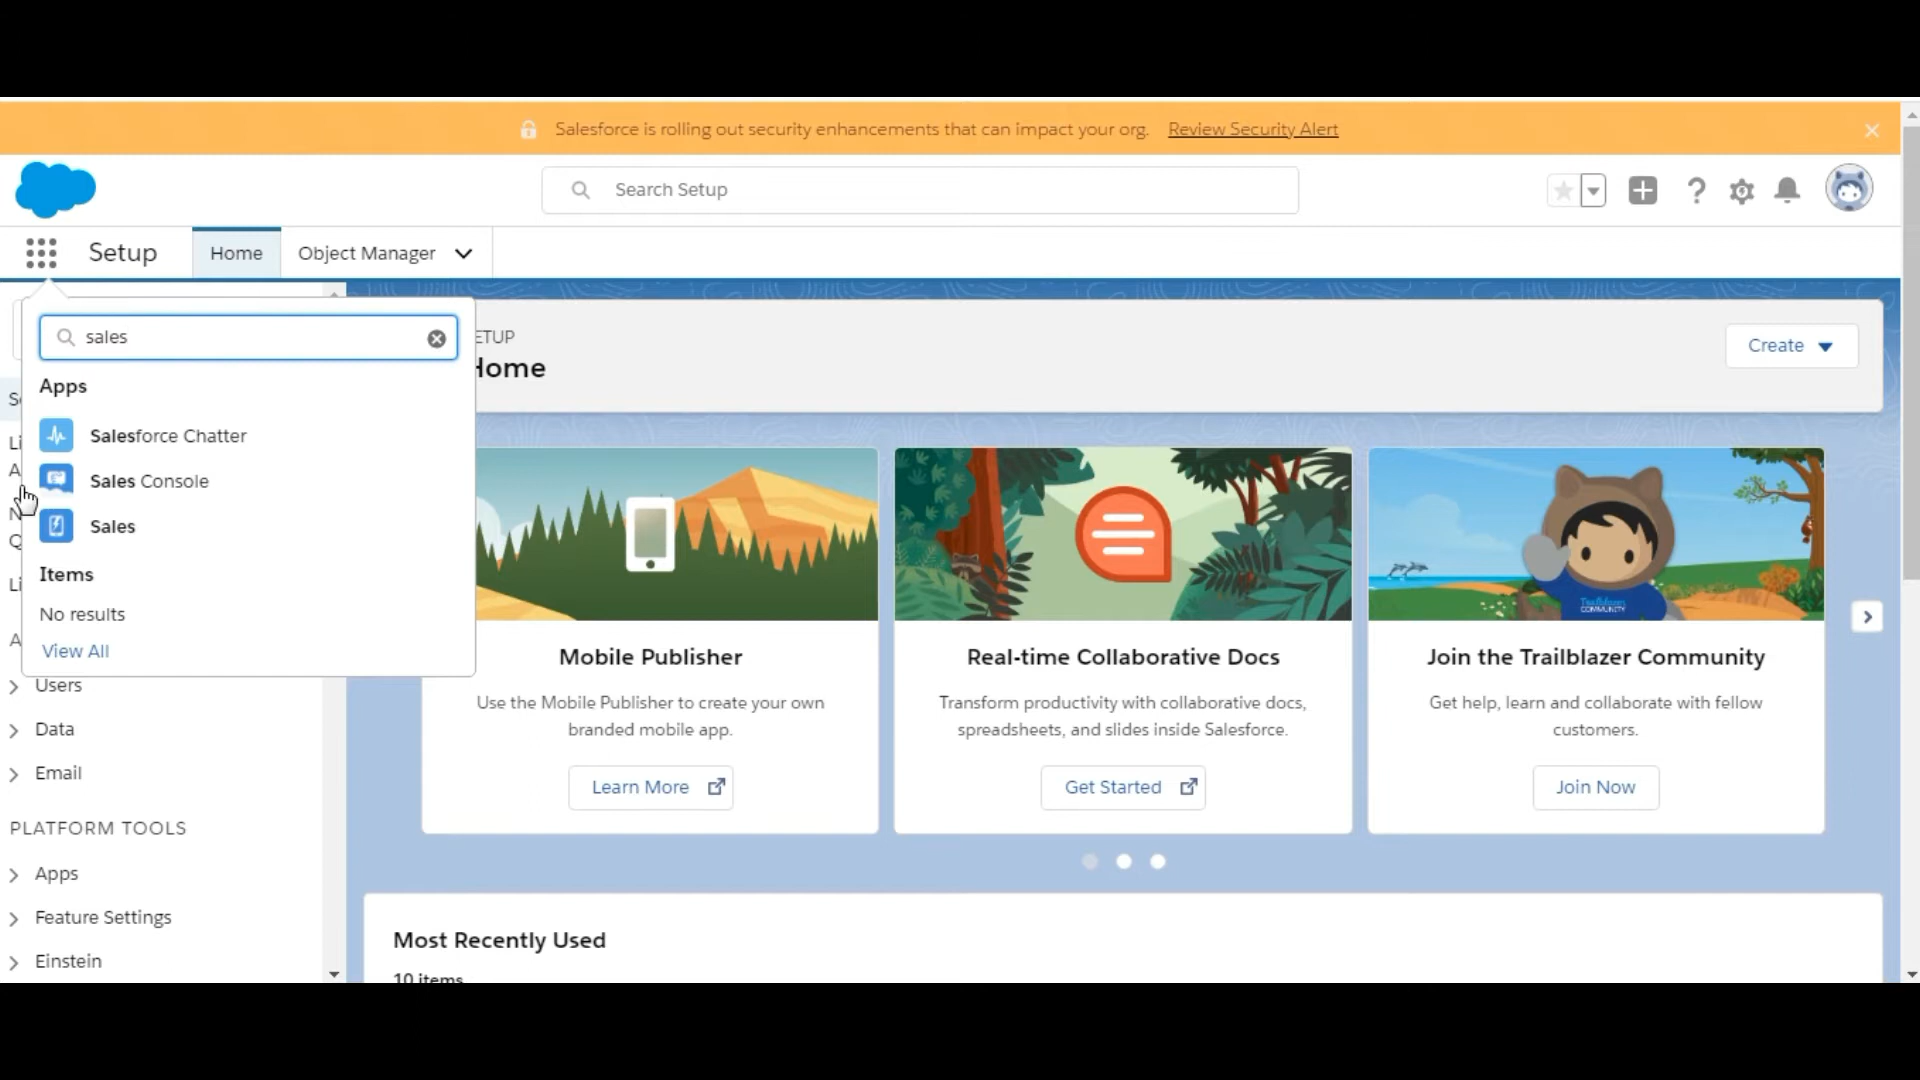 Salesforce is rolling out security enhancements that can impact your org. Review Security Alert
Search Setup
Setup
Home
Object Manager
sales
Apps
Salesforce Chatter
Sales Console
Sales
Items
No results
View All
Users
Data
Email
PLATFORM TOOLS
Apps
Feature Settings
Einstein
ETUP
Home
Create
Mobile Publisher
Use the Mobile Publisher to create your own
branded mobile app.
Learn More
Real-time Collaborative Docs
Transform productivity with collaborative docs,
spreadsheets, and slides inside Salesforce.
Get Started
Trailblazer
COMMUNITY
Join the Trailblazer Community
Get help, learn and collaborate with fellow
customers.
Join Now
Most Recently Used
10 items